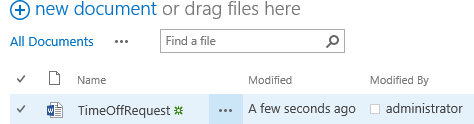 new document or drag files here
All Documents ... Find a file
Name Modified Modified By
TimeOffRequest ... A few seconds ago administrator